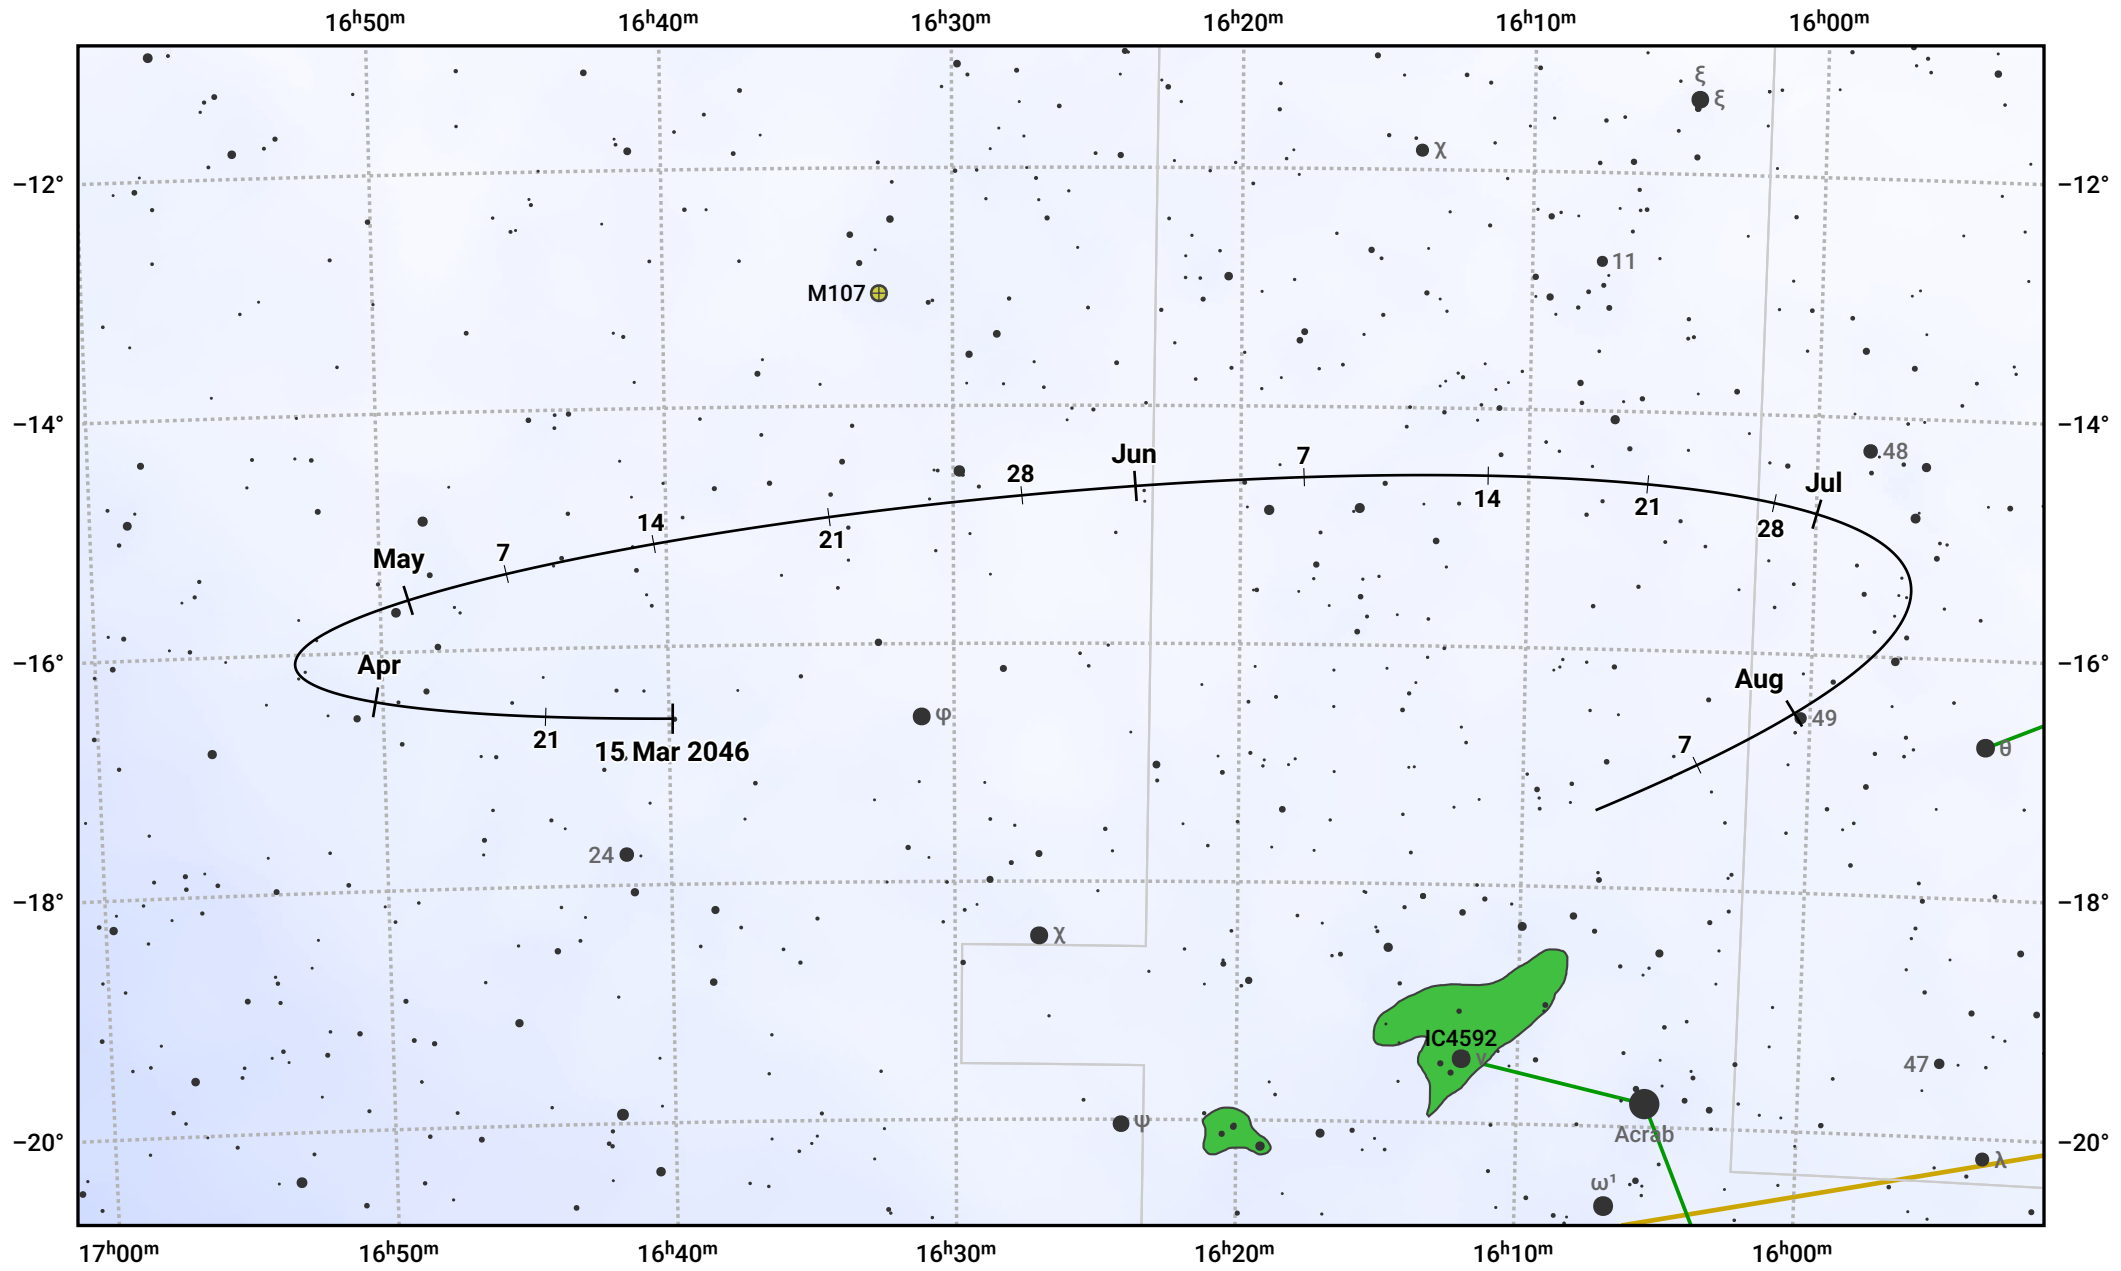 16ʰ50ᵐ 16ʰ40ᵐ 16ʰ30ᵐ 16ʰ20ᵐ 16ʰ10ᵐ 16ʰ00ᵐ
ξ
ξ
χ
−12° −12°
11
M107
−14° −14°
48
Jun 7
28 Jul
14 14 21
21 28
May 7
−16° Apr −16°
Aug
φ 49
21 7 θ
15 Mar 2046
24
−18° −18°
χ
IC4592
ν 47
ψ
−20° Acrab −20°
λ
ω¹
17ʰ00ᵐ 16ʰ50ᵐ 16ʰ40ᵐ 16ʰ30ᵐ 16ʰ20ᵐ 16ʰ10ᵐ 16ʰ00ᵐ